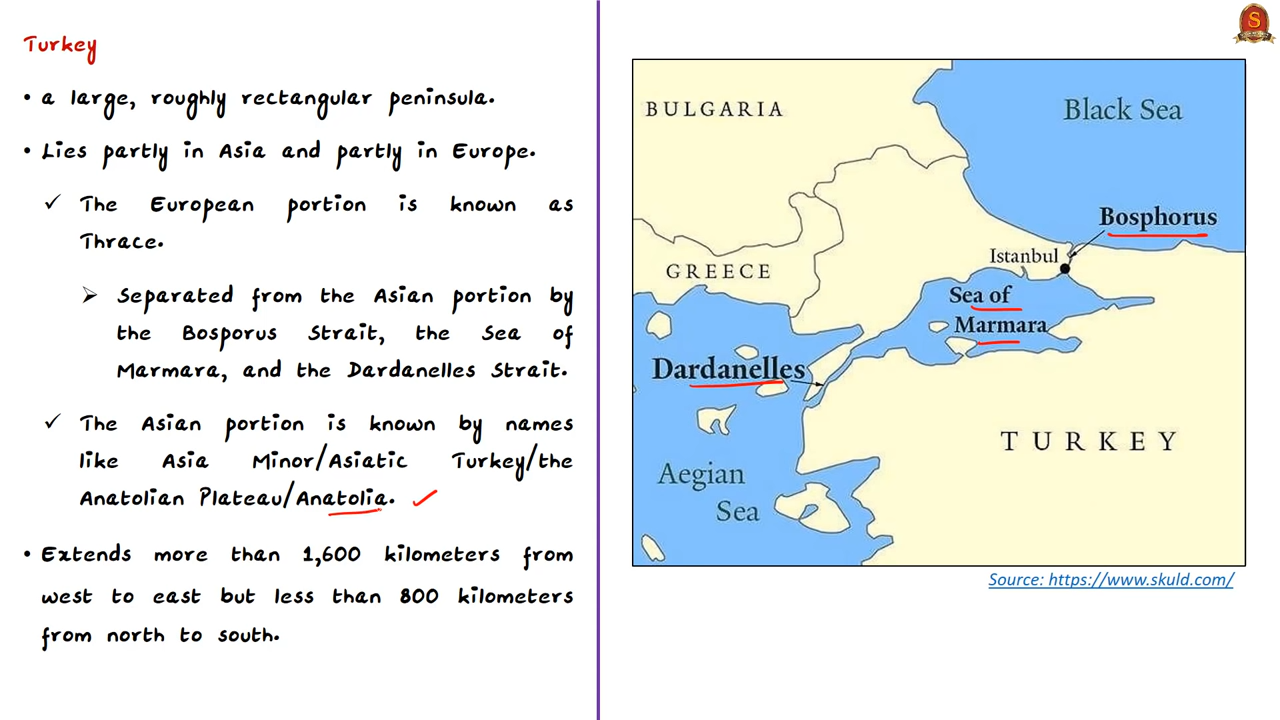 Turkey
• a large, roughly rectangular peninsula.
• Lies partly in Asia and partly in Europe.
✓ The European portion is known as
Thrace.
➢ Separated from the Asian portion by
the Bosporus Strait, the Sea of
Marmara, and the Dardanelles Strait.
✓ The Asian portion is known by names
like Asia Minor/Asiatic Turkey/the
Anatolian Plateau/Anatolia.
• Extends more than 1,600 kilometers from
west to east but less than 800 kilometers
from north to south.
BULGARIA
Black Sea
Bosphorus
Istanbul
GREECE
Sea of
Marmara
Dardanelles
TURKEY
Aegian
Sea
Source: https://www.skuld.com/
S